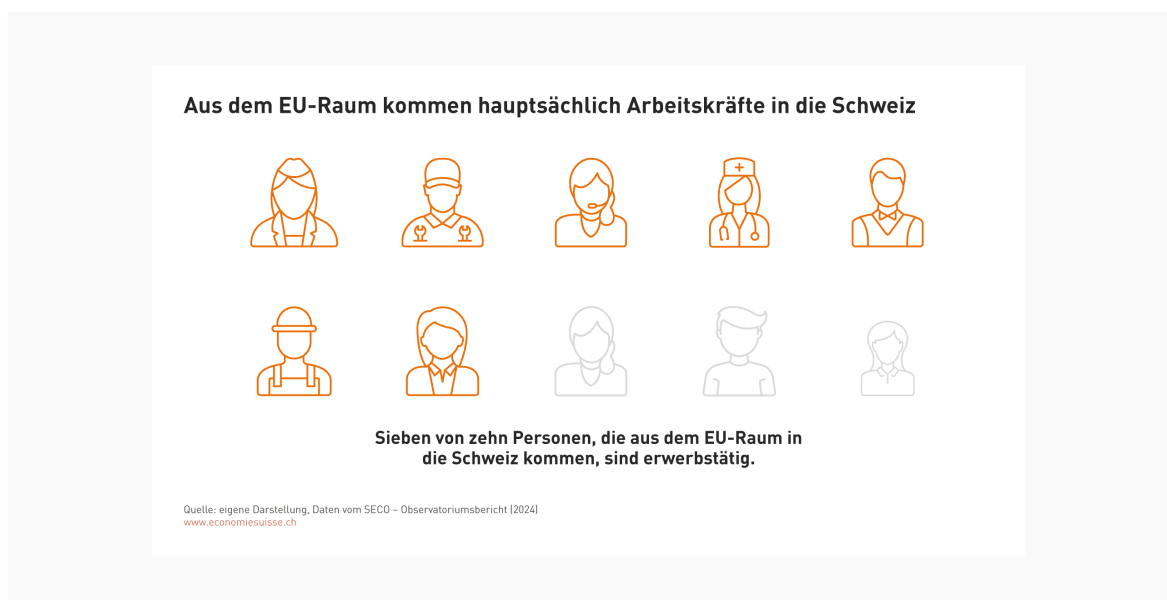 Aus dem EU-Raum kommen hauptsächlich Arbeitskräfte in die Schweiz
Sieben von zehn Personen, die aus dem EU-Raum in
die Schweiz kommen, sind erwerbstätig.
Quelle: eigene Darstellung, Daten vom SECO – Observatoriumsbericht (2024)
www.economiesuisse.ch